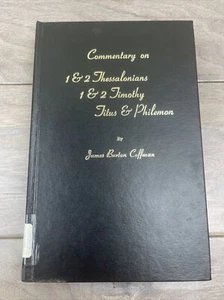 Commentary on
1 & 2 Thessalonians
1 & 2 Timothy
Titus & Philemon
By
James Burton Coffman